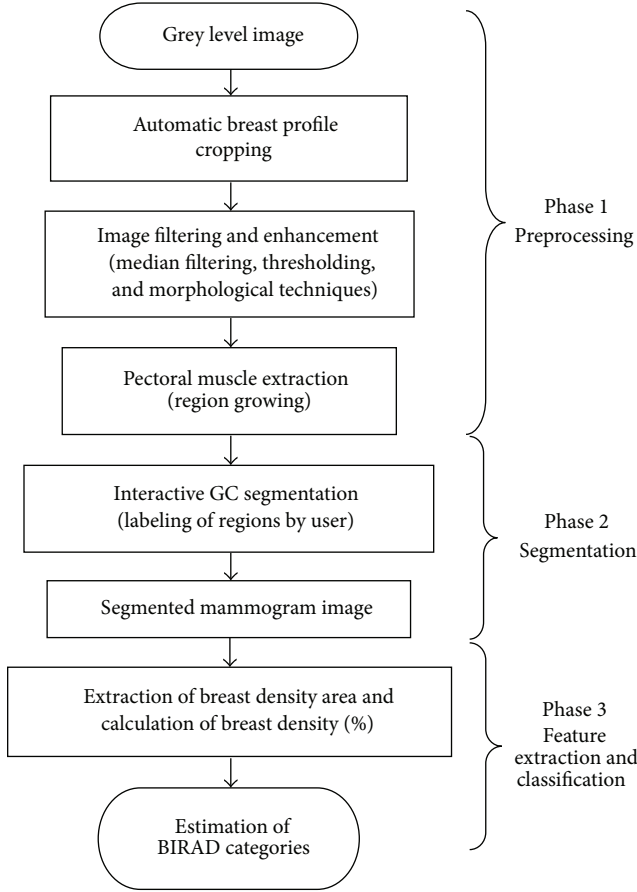 Grey level image
Automatic breast profile
cropping
Image filtering and enhancement
(median filtering, thresholding,
and morphological techniques)
Pectoral muscle extraction
(region growing)
Phase 1
Preprocessing
Interactive GC segmentation
(labeling of regions by user)
Segmented mammogram image
Phase 2
Segmentation
Extraction of breast density area and
calculation of breast density (%)
Estimation of
BIRAD categories
Phase 3
Feature
extraction and
classification